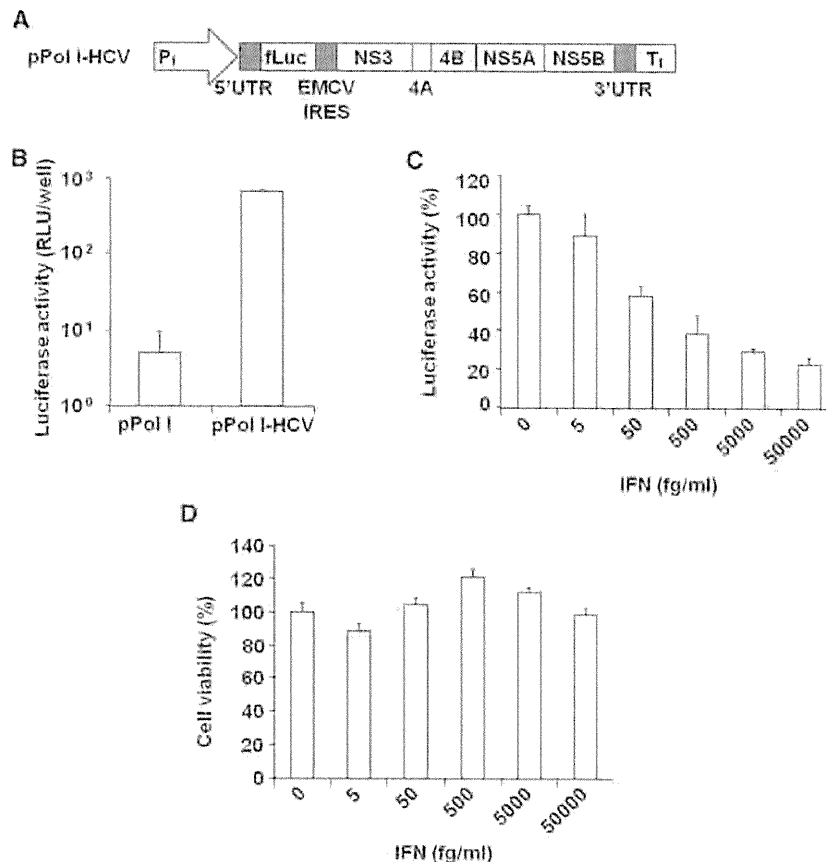 A
pPol I-HCV P I fLuc NS3 4B NS5A NS5B T I
5'UTR EMCV 4A 3'UTR
IRES
B
Luciferase activity (RLU/well)
10³
10²
10¹
10⁰
pPol I pPol I-HCV
C
Luciferase activity (%)
120
100
80
60
40
20
0
0 5 50 500 5000 50000
IFN (fg/ml)
D
Cell viability (%)
140
120
100
80
60
40
20
0
0 5 50 500 5000 50000
IFN (fg/ml)